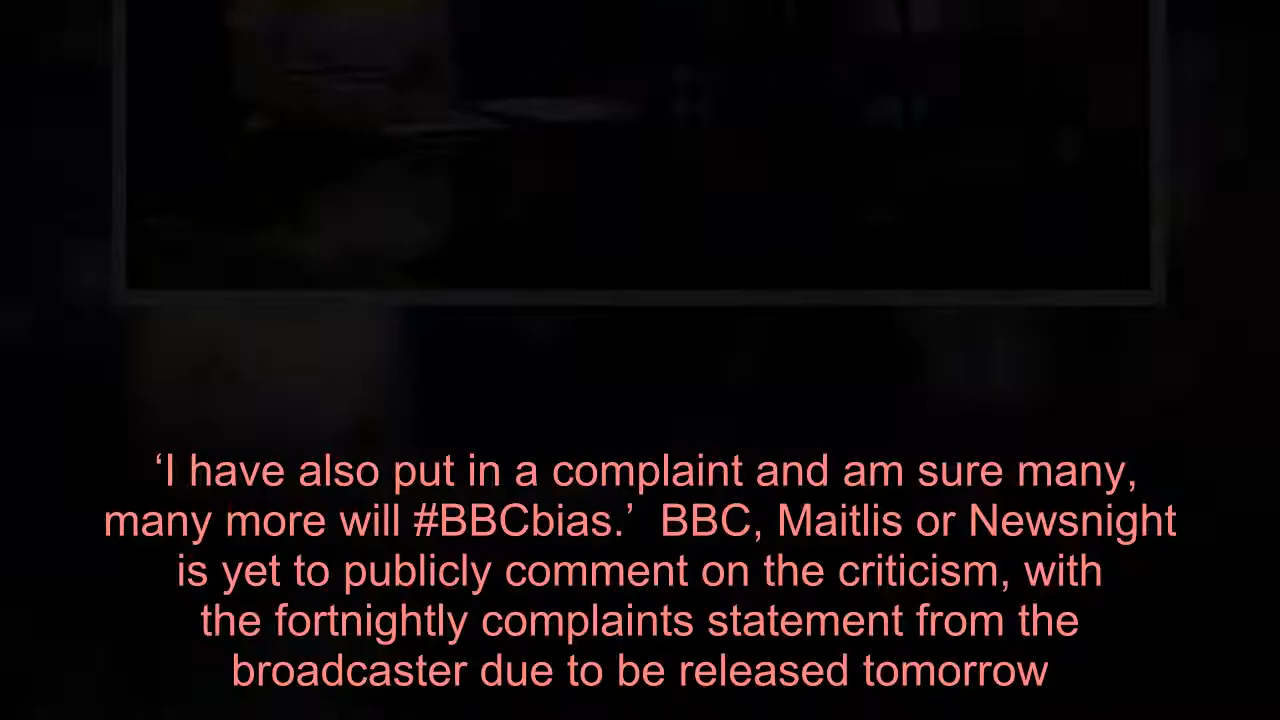 ‘I have also put in a complaint and am sure many,
many more will #BBCbias.’  BBC, Maitlis or Newsnight
is yet to publicly comment on the criticism, with
the fortnightly complaints statement from the
broadcaster due to be released tomorrow